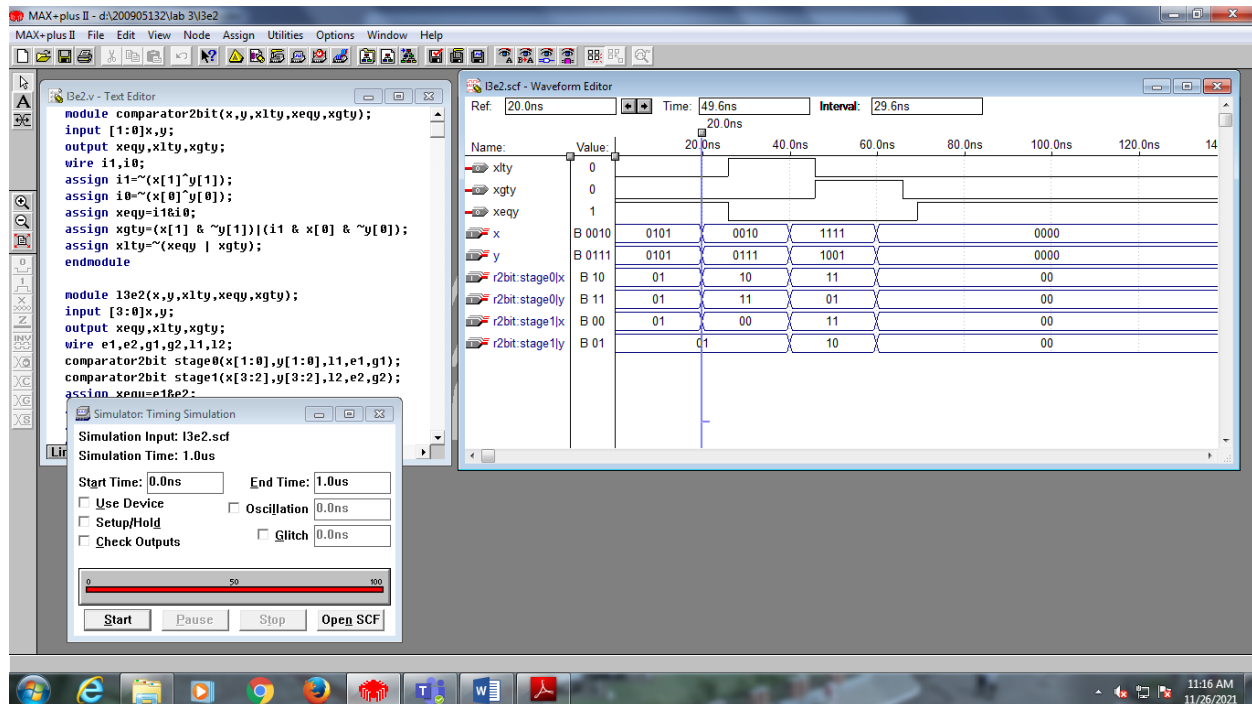 MAX+plus II - d:\200905132\lab 3\l3e2
MAX+plus II File Edit View Node Assign Utilities Options Window Help
l3e2.v - Text Editor
module comparator2bit(x,y,xlty,xeqy,xgty);
input [1:0]x,y;
output xeqy,xlty,xgty;
wire i1,i0;
assign i1=~(x[1]^y[1]);
assign i0=~(x[0]^y[0]);
assign xeqy=i1&i0;
assign xgty=(x[1] & ~y[1])|(i1 & x[0] & ~y[0]);
assign xlty=~(xeqy | xgty);
endmodule
module l3e2(x,y,xlty,xeqy,xgty);
input [3:0]x,y;
output xeqy,xlty,xgty;
wire e1,e2,g1,g2,l1,l2;
comparator2bit stage0(x[1:0],y[1:0],l1,e1,g1);
comparator2bit stage1(x[3:2],y[3:2],l2,e2,g2);
assign xeqy=e1&e2;
Lin
Simulator: Timing Simulation
Simulation Input: l3e2.scf
Simulation Time: 1.0us
Start Time: 0.0ns End Time: 1.0us
Use Device
Oscillation 0.0ns
Setup/Hold
Glitch 0.0ns
Check Outputs
0 50 100
Start Pause Stop Open SCF
l3e2.scf - Waveform Editor
Ref: 20.0ns Time: 49.6ns Interval: 29.6ns
20.0ns
Name: Value: 20.0ns 40.0ns 60.0ns 80.0ns 100.0ns 120.0ns 14
xlty 0
xgty 0
xeqy 1
x B 0010 0101 0010 1111 0000
y B 0111 0101 0111 1001 0000
r2bit:stage0|x B 10 01 10 11 00
r2bit:stage0|y B 11 01 11 01 00
r2bit:stage1|x B 00 01 00 11 00
r2bit:stage1|y B 01 01 10 00
11:16 AM
11/26/2021